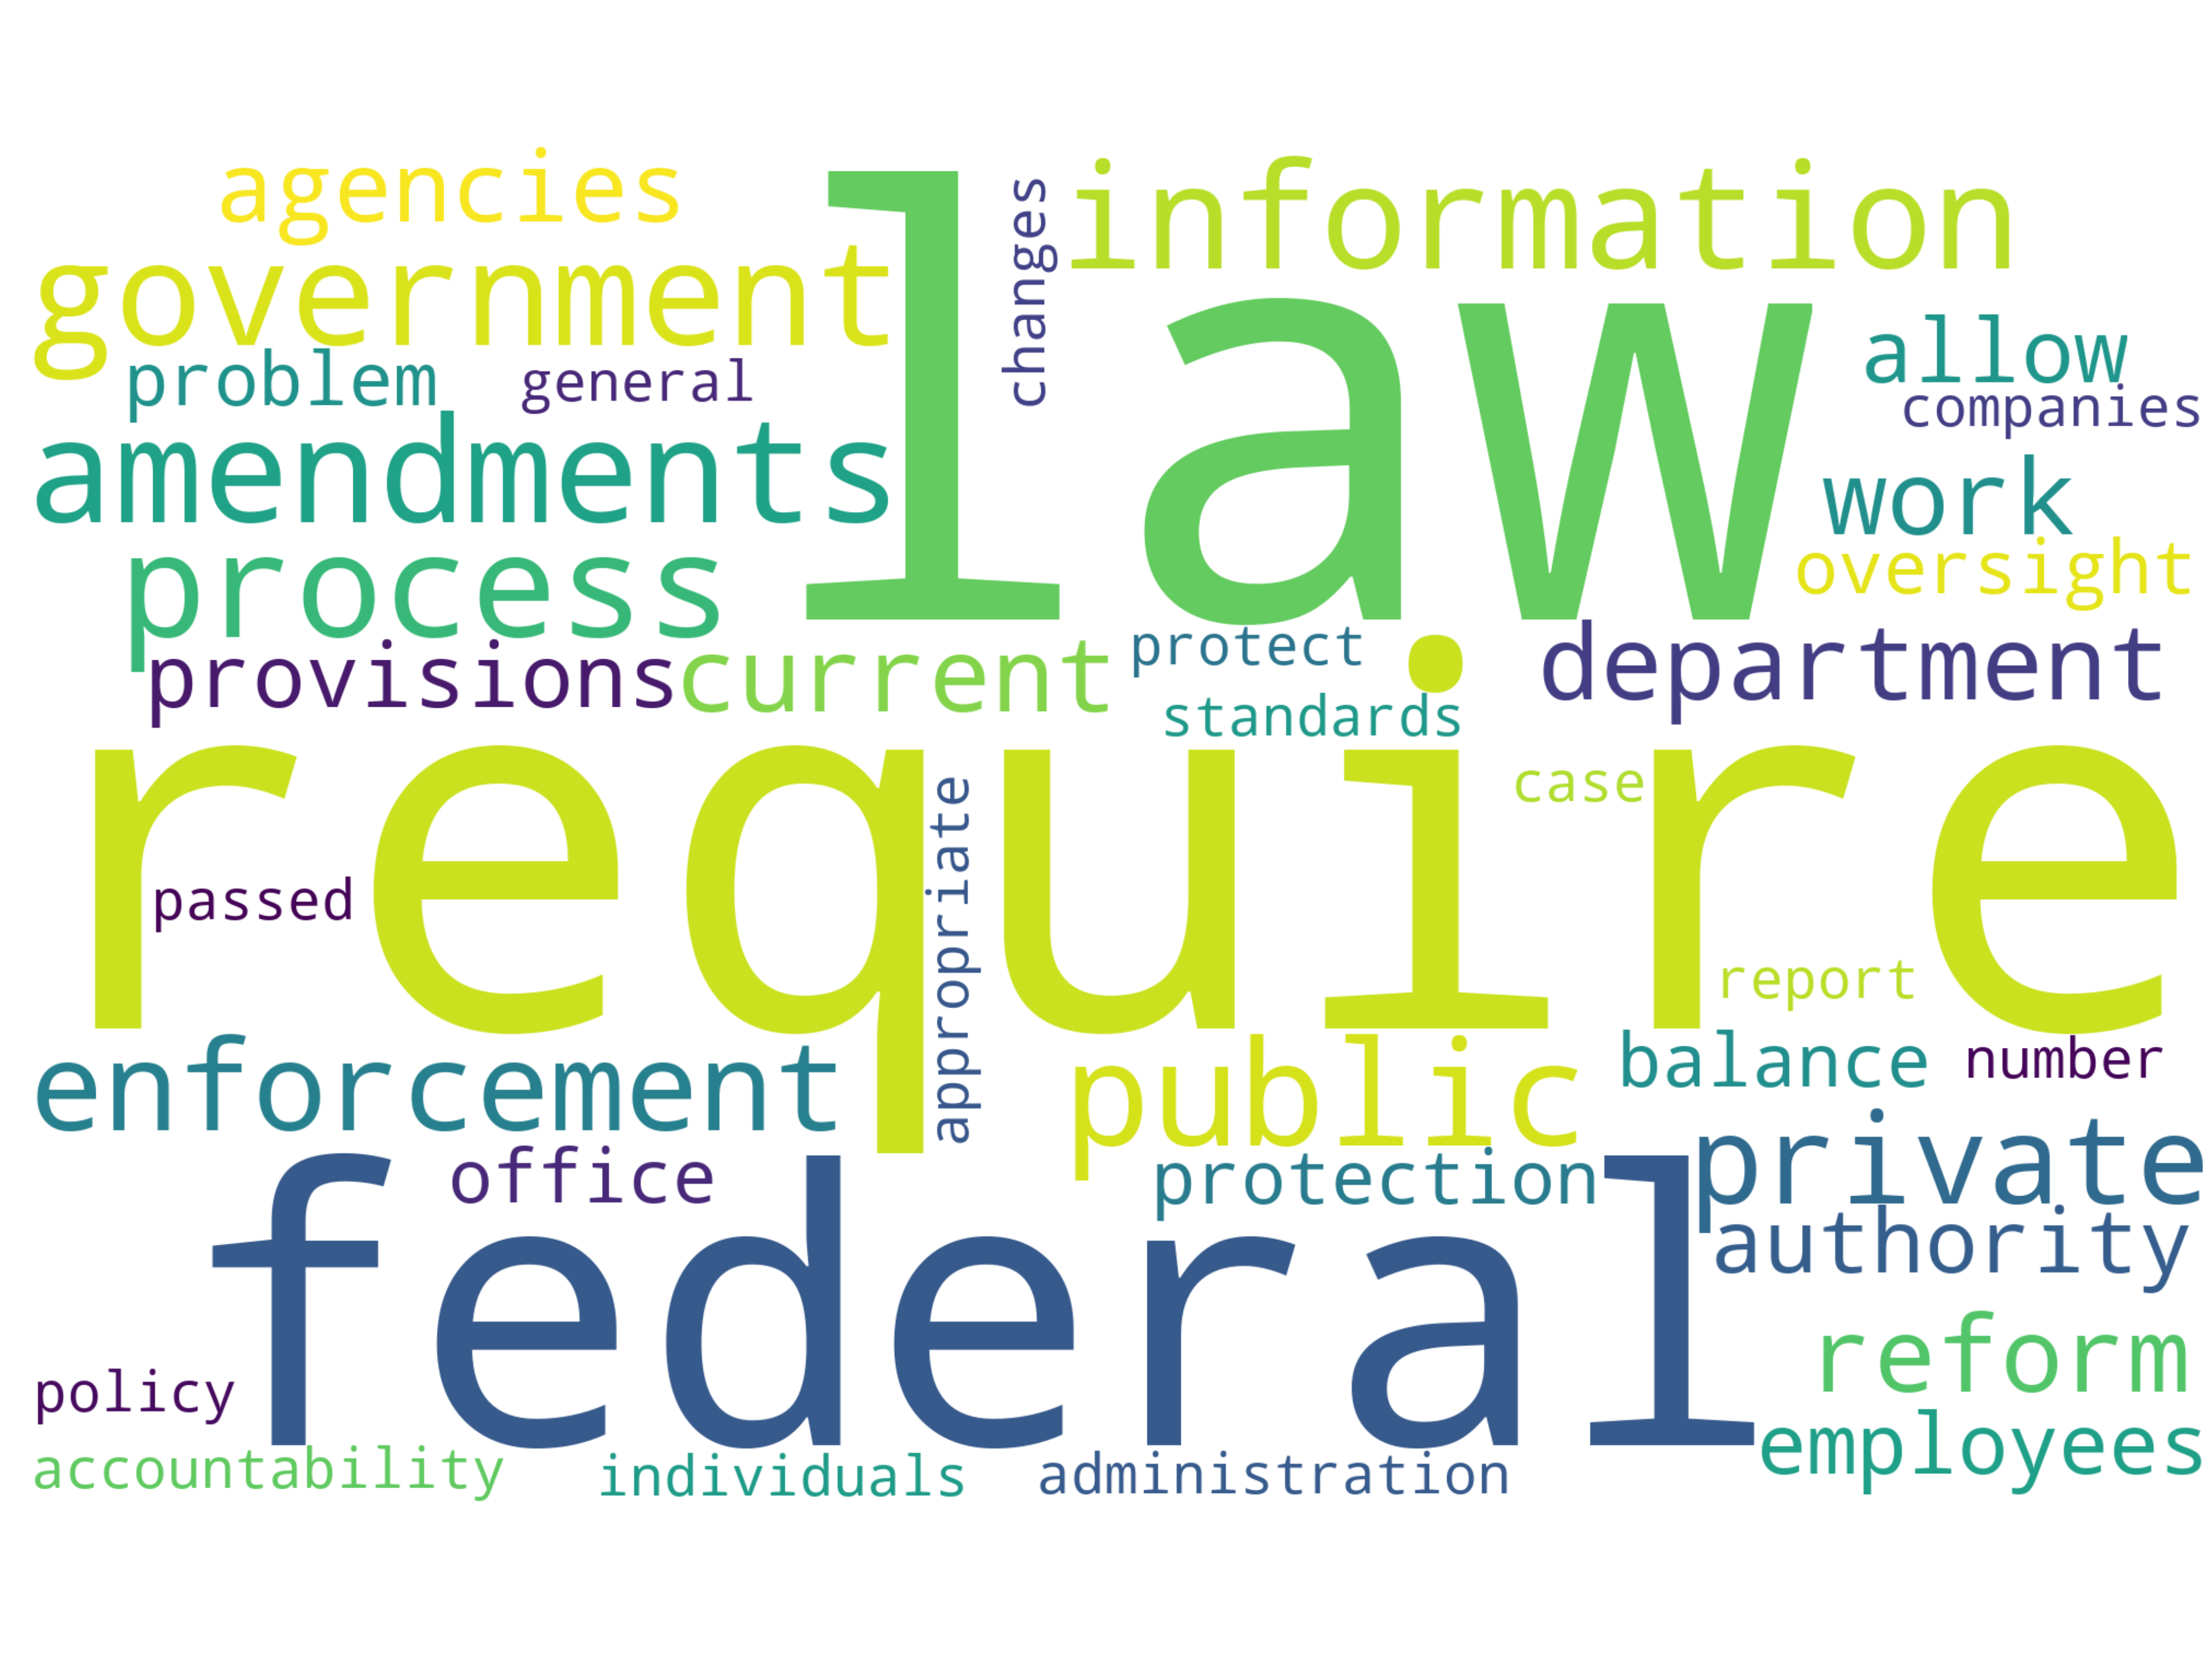 agencies
information
government
changes
law
allow
problem
general
companies
amendments
work
process
oversight
provisions
current
protect
department
standards
require
case
passed
appropriate
report
enforcement
public
balance
number
office
protection
private
federal
authority
reform
policy
employees
accountability
individuals
administration